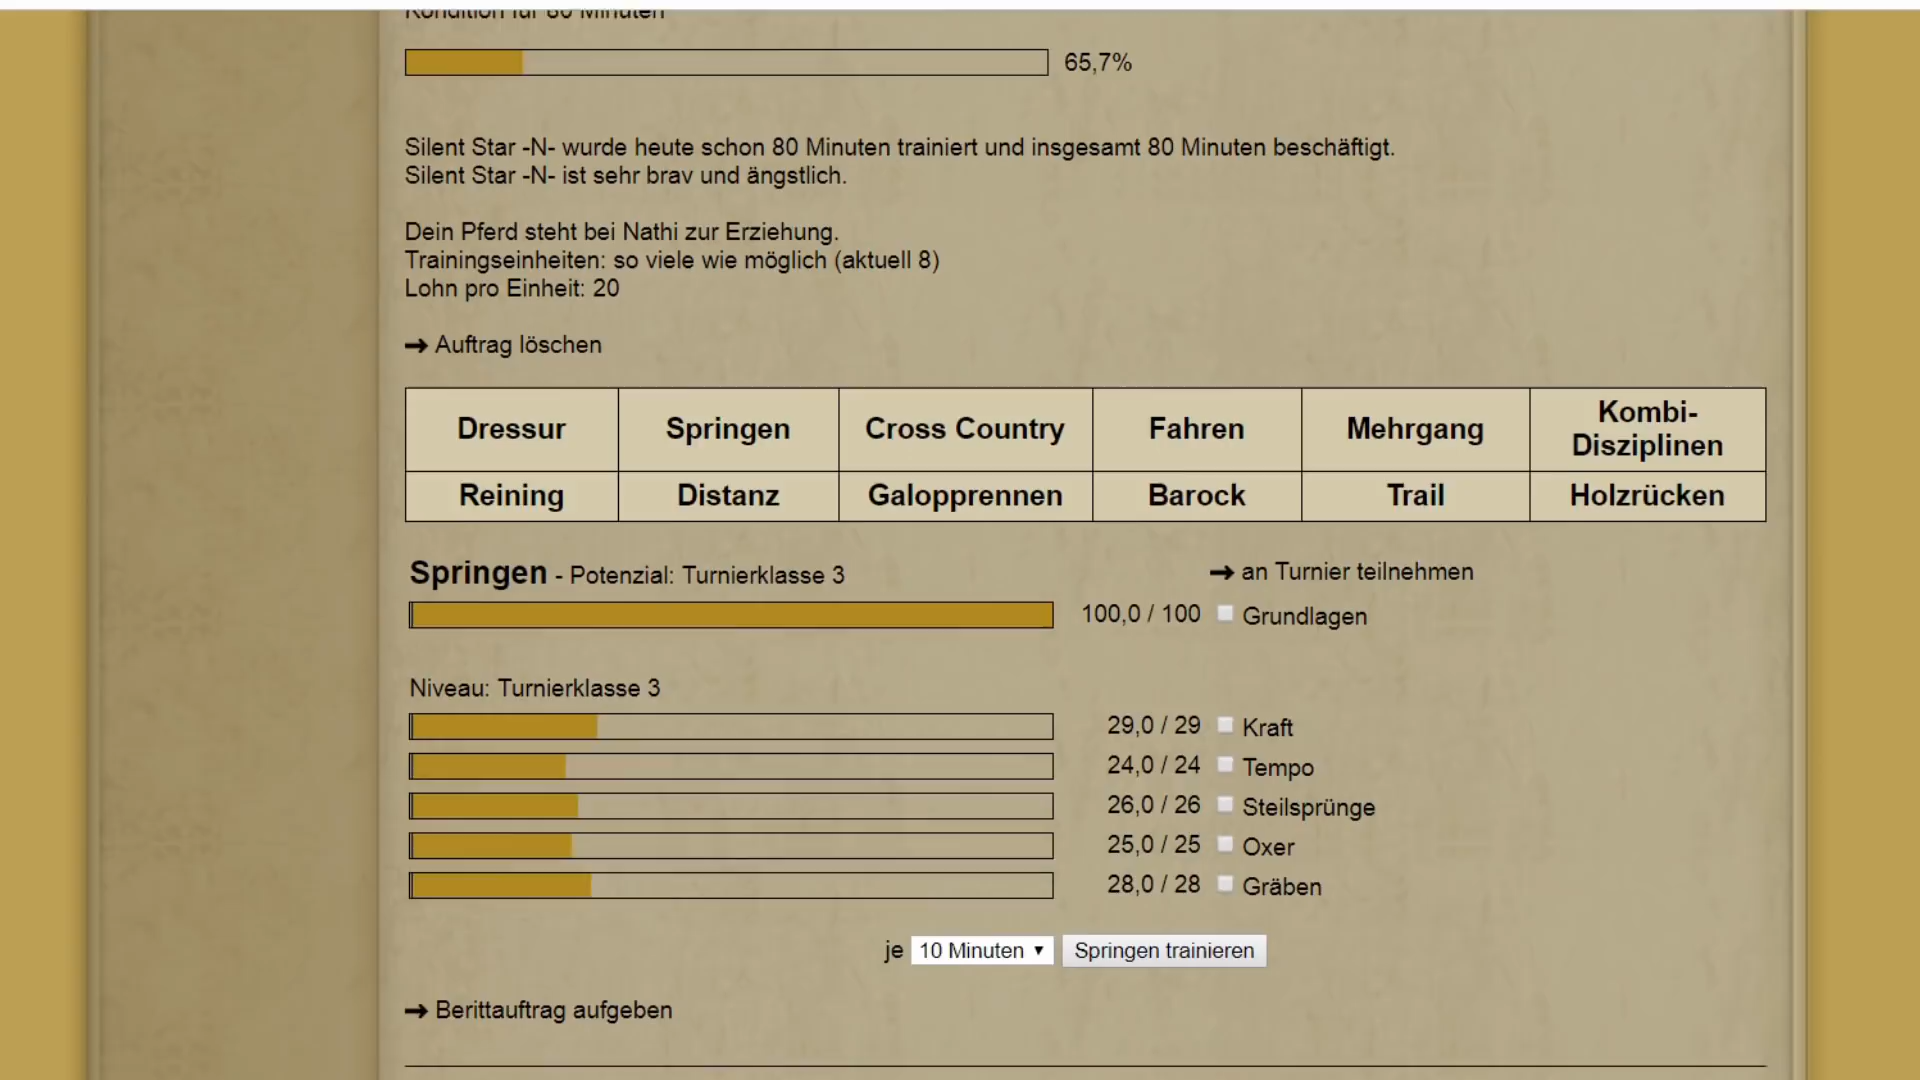 Kondition für 80 Minuten
65,7%
Silent Star -N- wurde heute schon 80 Minuten trainiert und insgesamt 80 Minuten beschäftigt.
Silent Star -N- ist sehr brav und ängstlich.
Dein Pferd steht bei Nathi zur Erziehung.
Trainingseinheiten: so viele wie möglich (aktuell 8)
Lohn pro Einheit: 20
→ Auftrag löschen
Dressur Springen Cross Country Fahren Mehrgang Kombi-
Disziplinen
Reining Distanz Galopprennen Barock Trail Holzrücken
Springen - Potenzial: Turnierklasse 3 → an Turnier teilnehmen
100,0 / 100 Grundlagen
Niveau: Turnierklasse 3
29,0 / 29 Kraft
24,0 / 24 Tempo
26,0 / 26 Steilsprünge
25,0 / 25 Oxer
28,0 / 28 Gräben
je 10 Minuten ▼ Springen trainieren
→ Berittauftrag aufgeben